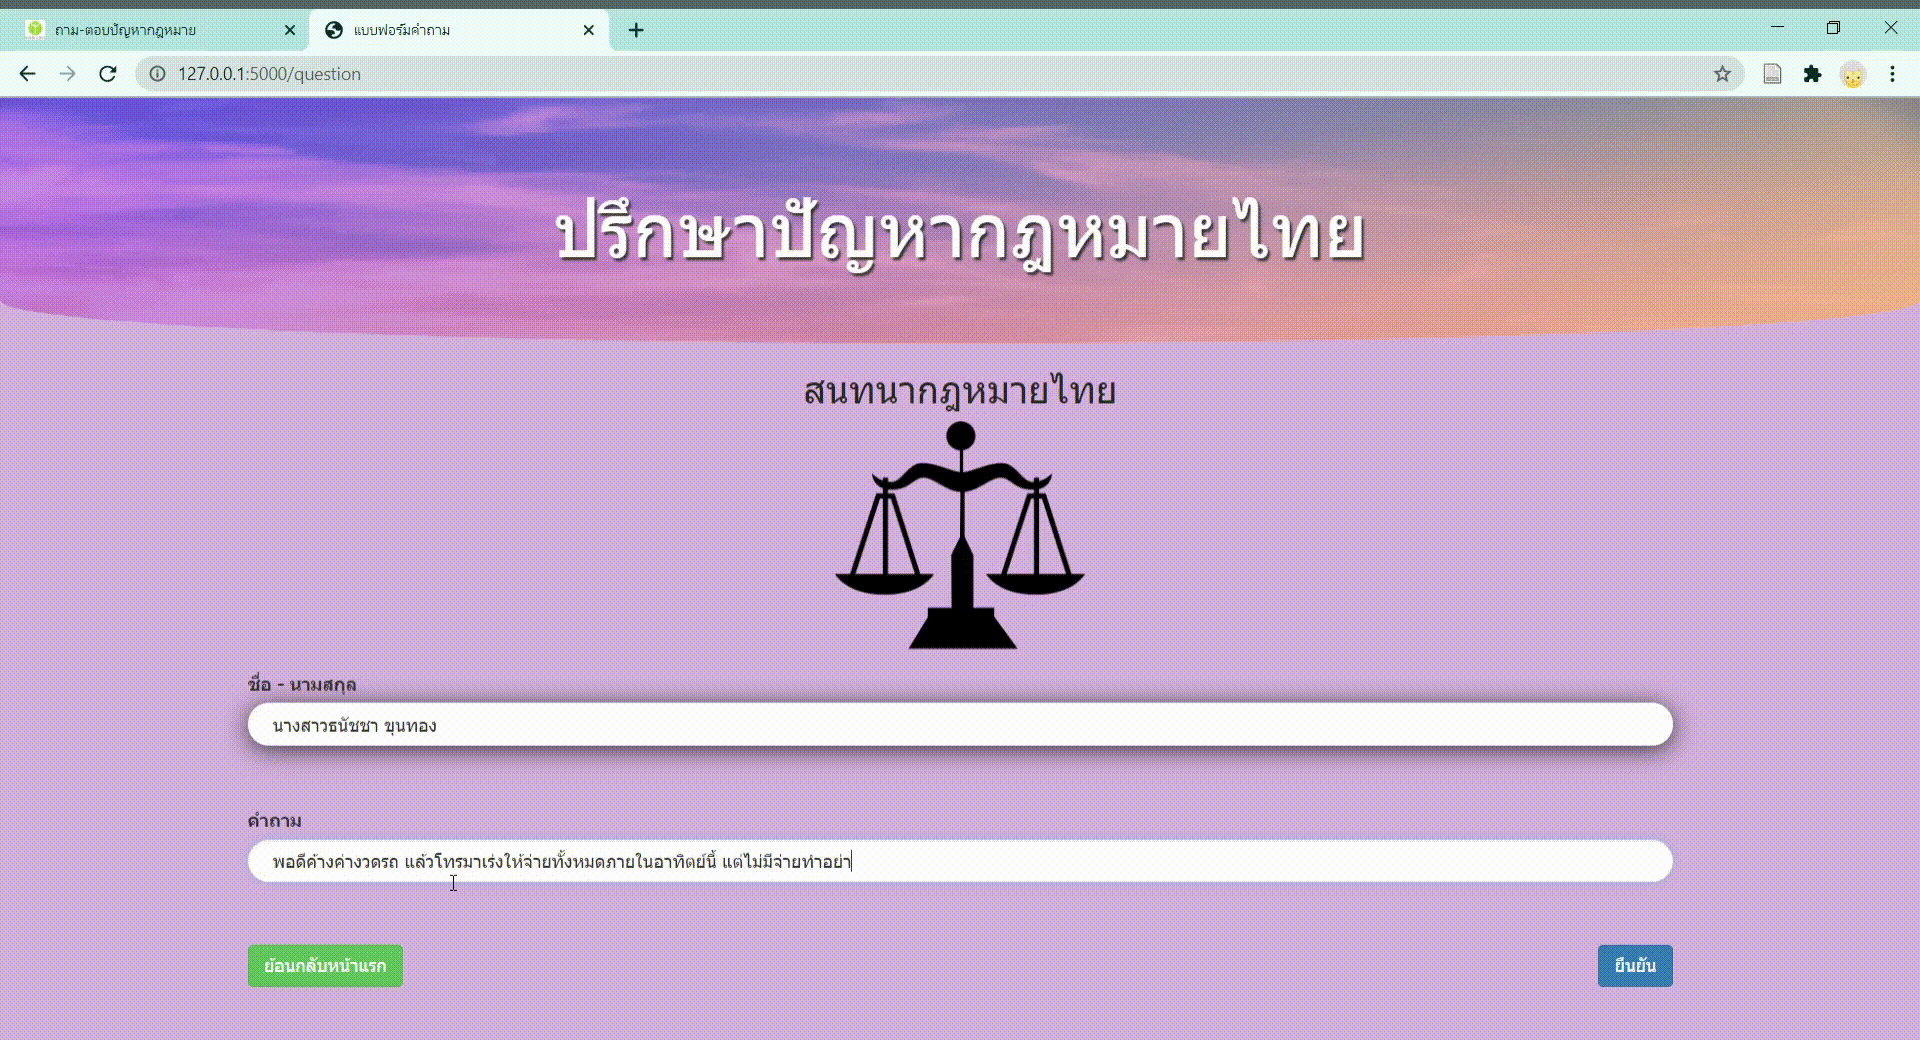 ถาม-ตอบปัญหากฎหมาย
แบบฟอร์มคำถาม
127.0.0.1:5000/question
ปรึกษาปัญหากฎหมายไทย
สนทนากฎหมายไทย
ชื่อ - นามสกุล
นางสาวธนัชชา ขุนทอง
คำถาม
พอดีค้างค่างวดรถ แล้วโทรมาเร่งให้จ่ายทั้งหมดภายในอาทิตย์นี้ แต่ไม่มีจ่ายทำอย่า
ย้อนกลับหน้าแรก
ยืนยัน